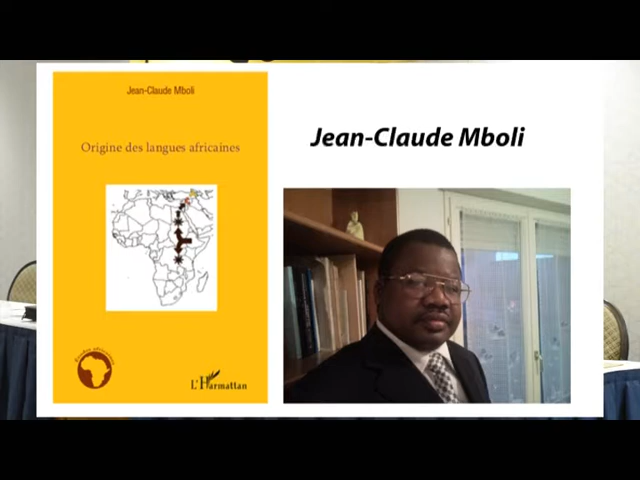 Jean-Claude Mboli
Origine des langues africaines
L'Harmattan
Jean-Claude Mboli